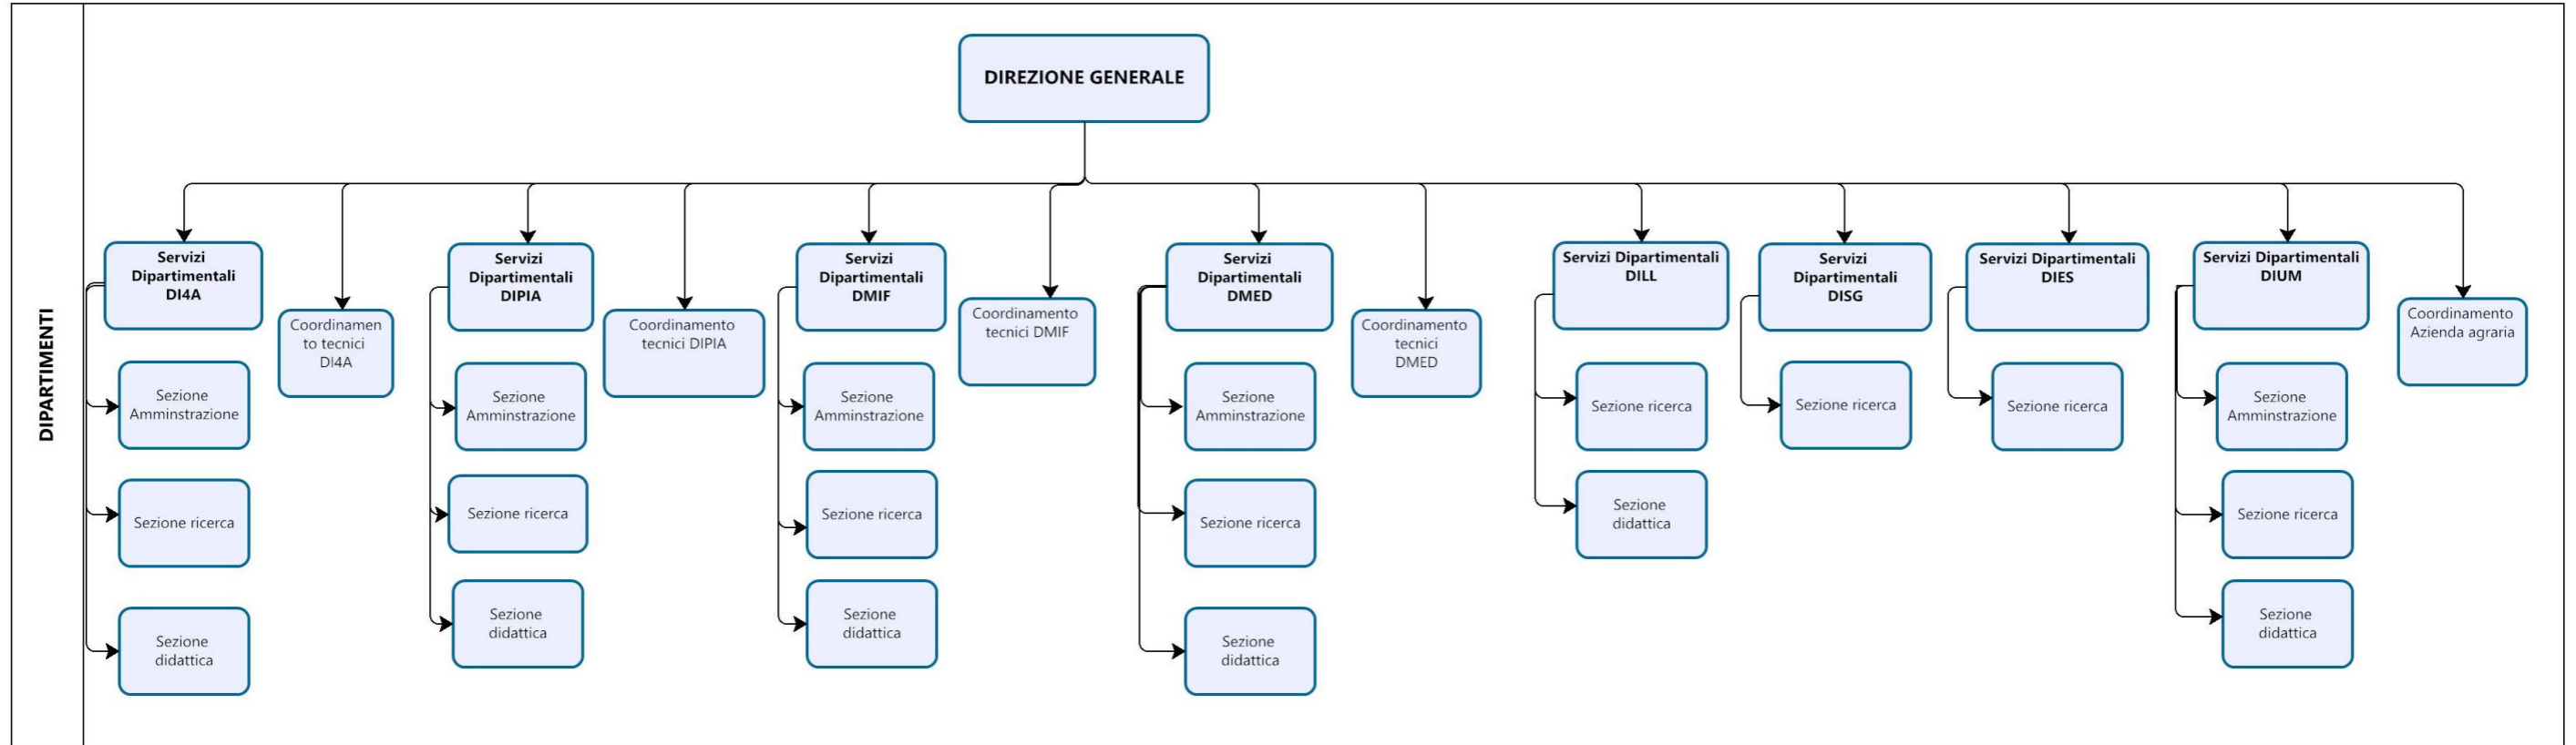 DIPARTIMENTI
DIREZIONE GENERALE
Servizi
Dipartimentali
DI4A
Sezione
Amminstrazione
Sezione ricerca
Sezione
didattica
Coordinamen
to tecnici
DI4A
Servizi
Dipartimentali
DIPIA
Sezione
Amminstrazione
Sezione ricerca
Sezione
didattica
Coordinamento
tecnici DIPIA
Servizi
Dipartimentali
DMIF
Sezione
Amminstrazione
Sezione ricerca
Sezione
didattica
Coordinamento
tecnici DMIF
Servizi
Dipartimentali
DMED
Sezione
Amminstrazione
Sezione ricerca
Sezione
didattica
Coordinamento
tecnici
DMED
Servizi Dipartimentali
DILL
Sezione ricerca
Sezione
didattica
Servizi
Dipartimentali
DISG
Sezione ricerca
Servizi Dipartimentali
DIES
Sezione ricerca
Servizi Dipartimentali
DIUM
Sezione
Amminstrazione
Sezione ricerca
Sezione
didattica
Coordinamento
Azienda agraria